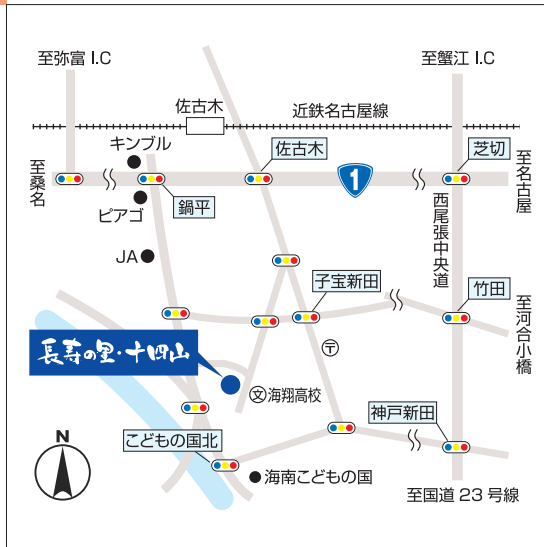 至弥富 I.C
至蟹江 I.C
佐古木
近鉄名古屋線
キンブル
佐古木
芝切
至桑名
1
至名古屋
鍋平
ピアゴ
西尾張中央道
JA
子宝新田
竹田
至河合小橋
長寿の里・十四山
〒
文
海翔高校
神戸新田
こどもの国北
N
海南こどもの国
至国道 23 号線